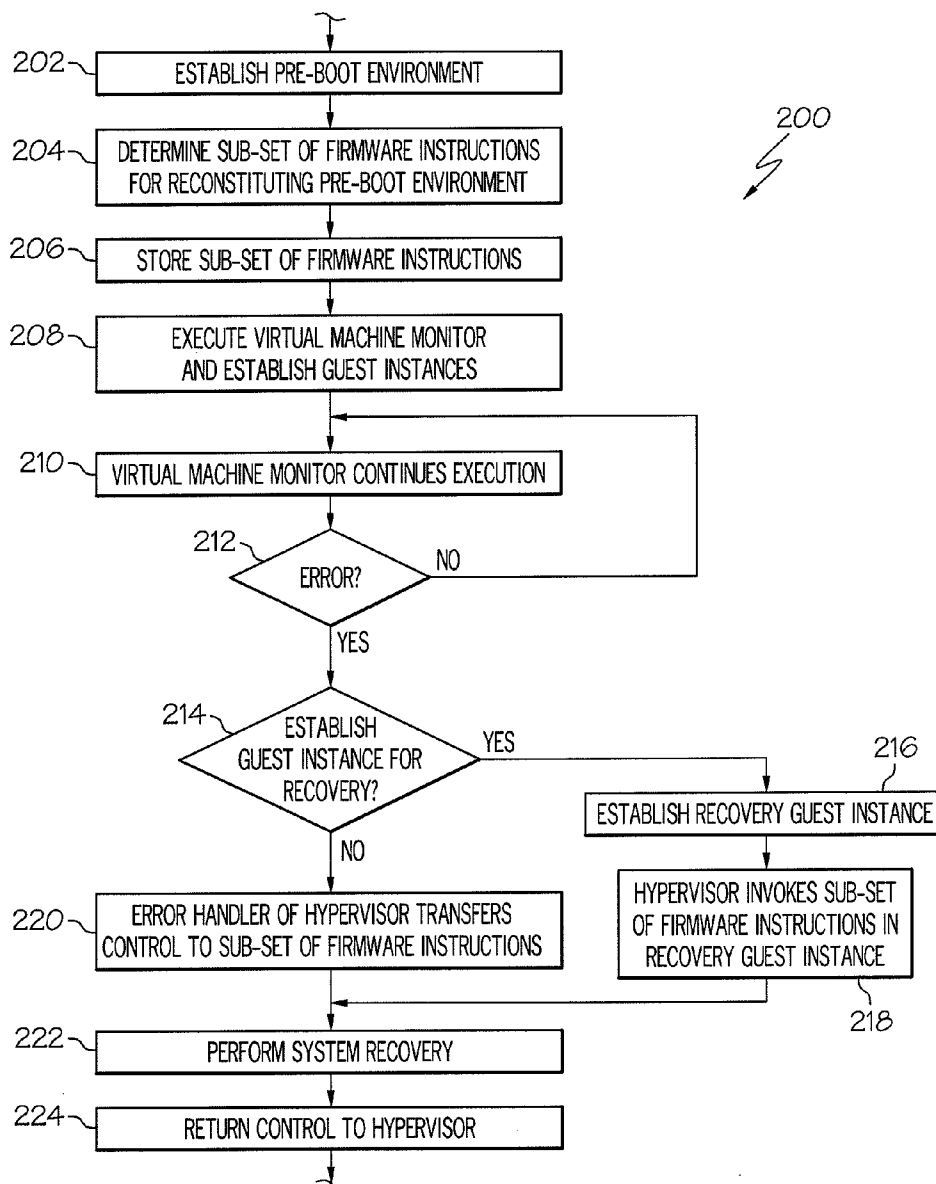 202
ESTABLISH PRE-BOOT ENVIRONMENT
200
204
DETERMINE SUB-SET OF FIRMWARE INSTRUCTIONS
FOR RECONSTITUTING PRE-BOOT ENVIRONMENT
206
STORE SUB-SET OF FIRMWARE INSTRUCTIONS
208
EXECUTE VIRTUAL MACHINE MONITOR
AND ESTABLISH GUEST INSTANCES
210
VIRTUAL MACHINE MONITOR CONTINUES EXECUTION
212
ERROR?
NO
YES
214
ESTABLISH
GUEST INSTANCE FOR
RECOVERY?
YES
NO
216
ESTABLISH RECOVERY GUEST INSTANCE
HYPERVISOR INVOKES SUB-SET
OF FIRMWARE INSTRUCTIONS IN
RECOVERY GUEST INSTANCE
218
220
ERROR HANDLER OF HYPERVISOR TRANSFERS
CONTROL TO SUB-SET OF FIRMWARE INSTRUCTIONS
222
PERFORM SYSTEM RECOVERY
224
RETURN CONTROL TO HYPERVISOR